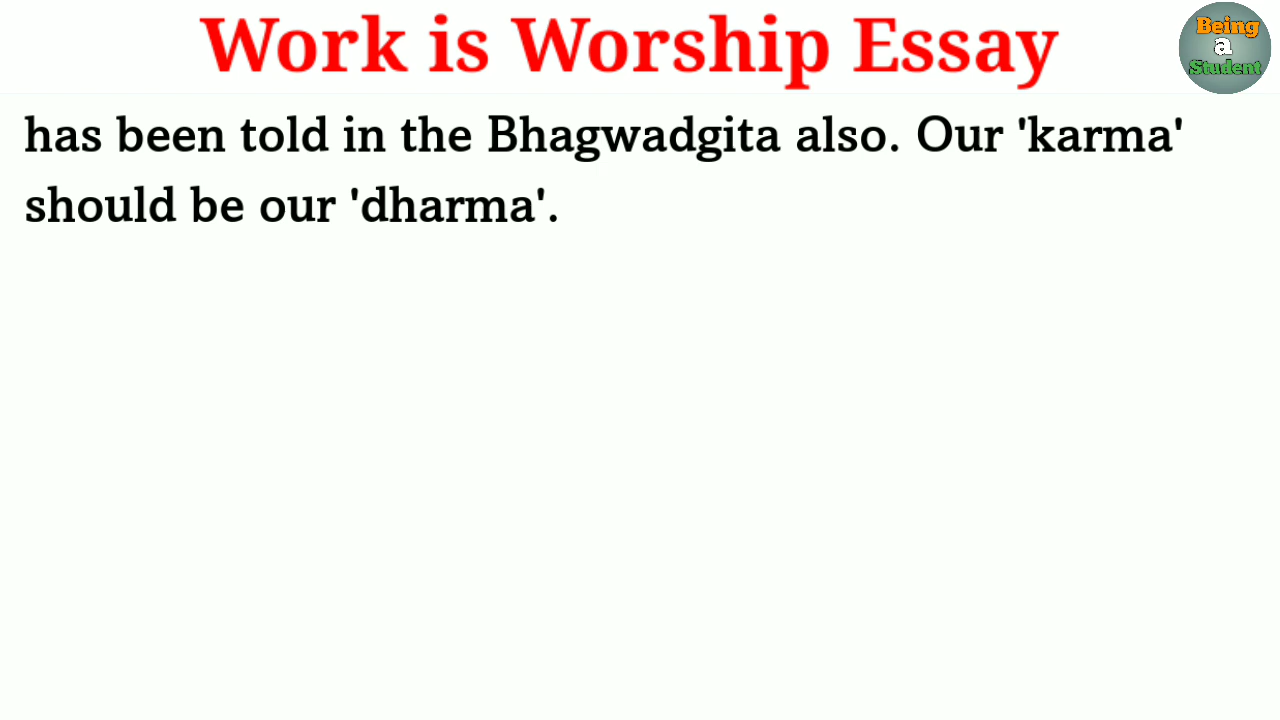 Work is Worship Essay
Being
a
Student
has been told in the Bhagwadgita also. Our 'karma'
should be our 'dharma'.